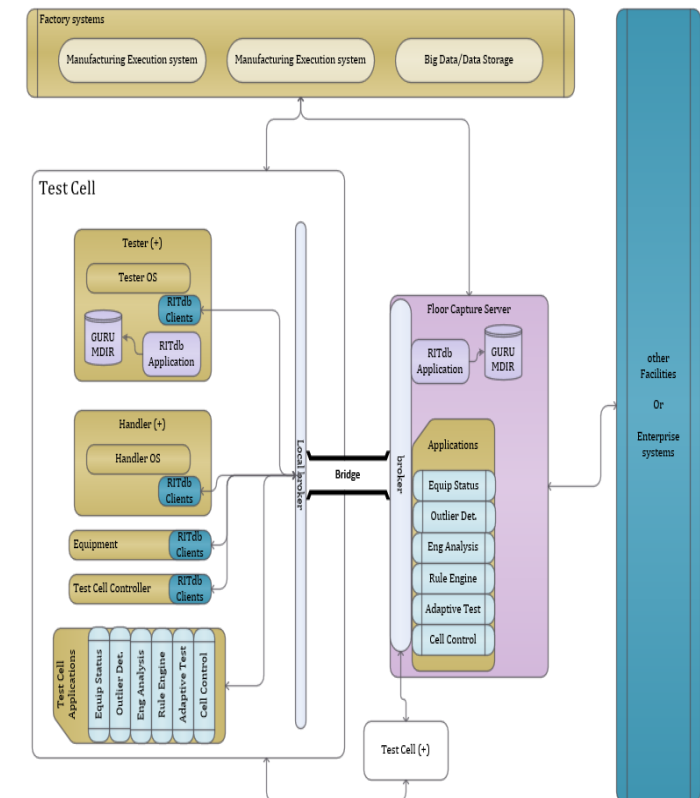 Factory systems
Manufacturing Execution system
Manufacturing Execution system
Big Data/Data Storage
Test Cell
Tester (+)
Tester OS
RITdb
Clients
GURU
MDIR
RITdb
Application
Handler (+)
Handler OS
RITdb
Clients
Equipment
RITdb
Clients
Test Cell Controller
RITdb
Clients
Test Cell
Applications
Equip Status
Outlier Det.
Eng Analysis
Rule Engine
Adaptive Test
Cell Control
Local broker
Bridge
broker
Floor Capture Server
RITdb
Application
GURU
MDIR
Applications
Equip Status
Outlier Det.
Eng Analysis
Rule Engine
Adaptive Test
Cell Control
Test Cell (+)
other
Facilities
Or
Enterprise
systems